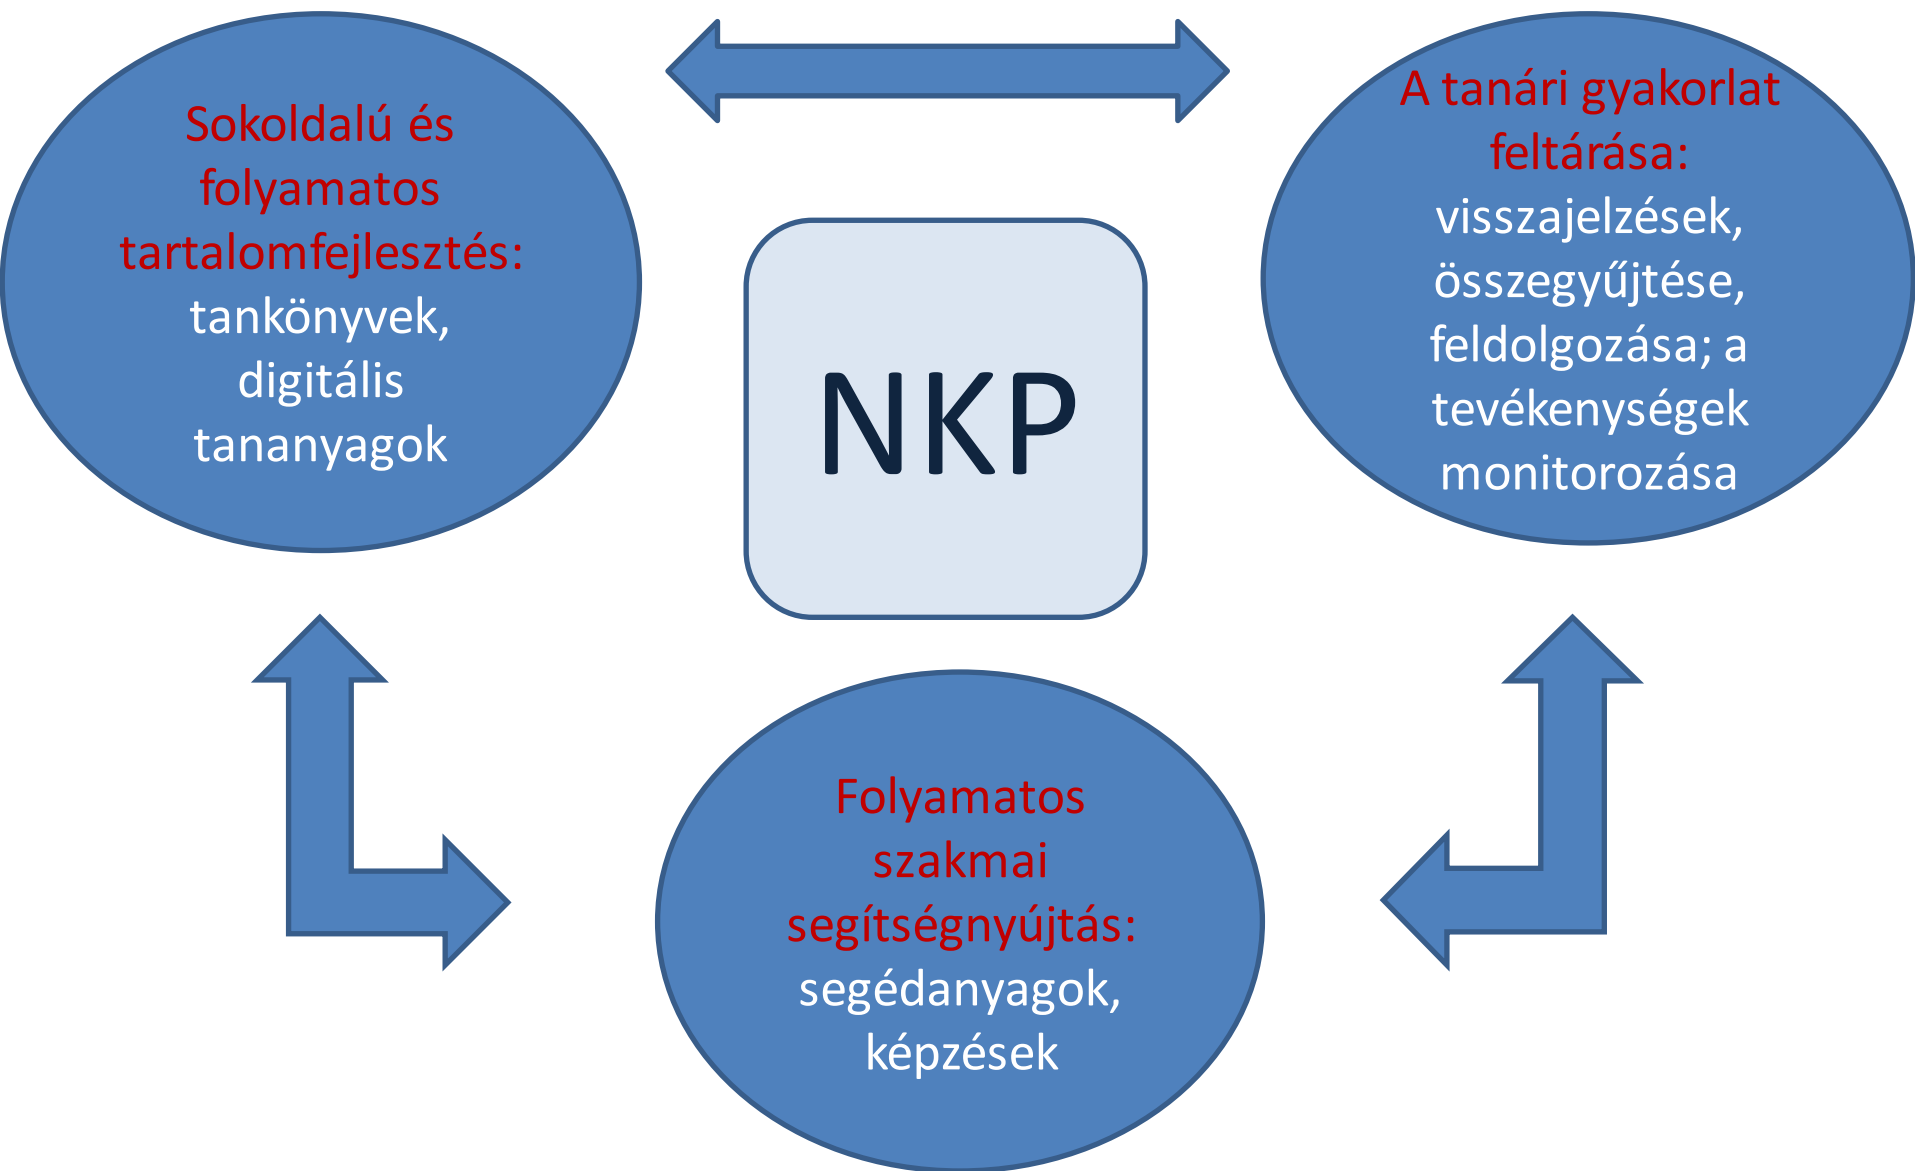 Sokoldalú és
folyamatos
tartalomfejlesztés:
tankönyvek,
digitális
tananyagok
A tanári gyakorlat
feltárása:
visszajelzések,
összegyűjtése,
feldolgozása; a
tevékenységek
monitorozása
NKP
Folyamatos
szakmai
segítségnyújtás:
segédanyagok,
képzések